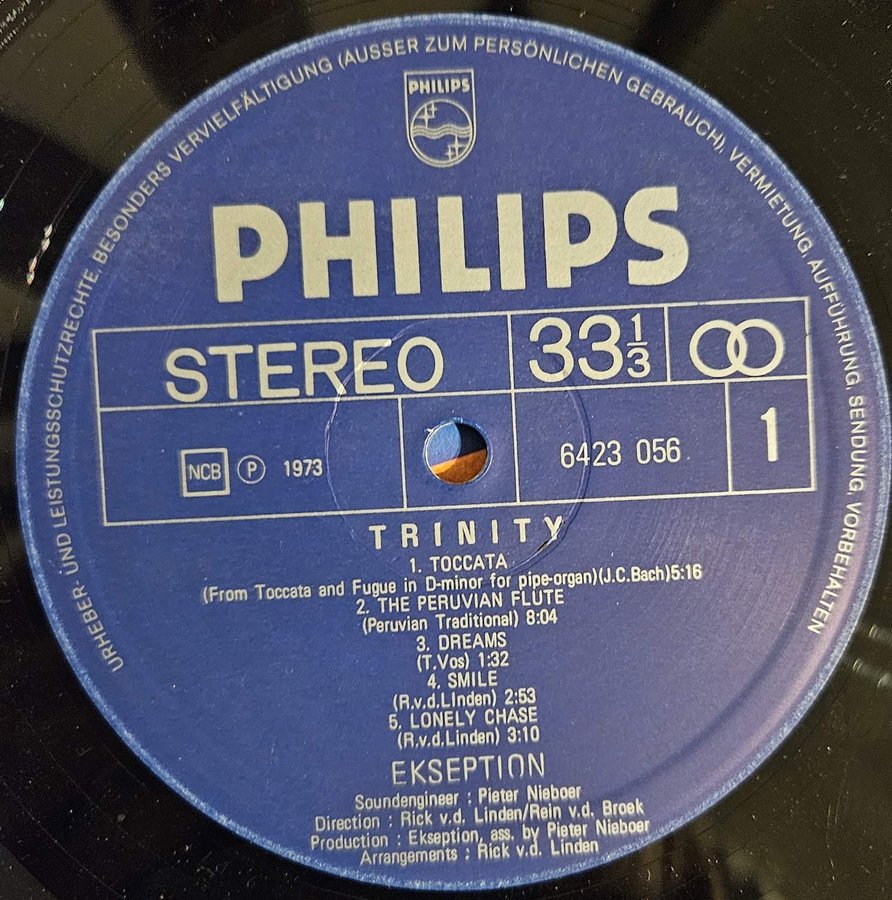 URHEBER- UND LEISTUNGSSCHUTZRECHTE, BESONDERS VERVIELFÄLTIGUNG (AUSSER ZUM PERSÖNLICHEN GEBRAUCH), VERMIETUNG, AUFFÜHRUNG, SENDUNG, VORBEHALTEN
PHILIPS
PHILIPS
STEREO 33 1/3
NCB P 1973 6423 056 1
TRINITY
1. TOCCATA
(From Toccata and Fugue in D-minor for pipe-organ)(J.C.Bach)5:16
2. THE PERUVIAN FLUTE
(Peruvian Traditional) 8:04
3. DREAMS
(T.Vos) 1:32
4. SMILE
(R.v.d.Linden) 2:53
5. LONELY CHASE
(R.v.d.Linden) 3:10
EKSEPTION
Soundengineer : Pieter Nieboer
Direction : Rick v.d. Linden/Rein v.d. Broek
Production : Ekseption, ass. by Pieter Nieboer
Arrangements : Rick v.d. Linden